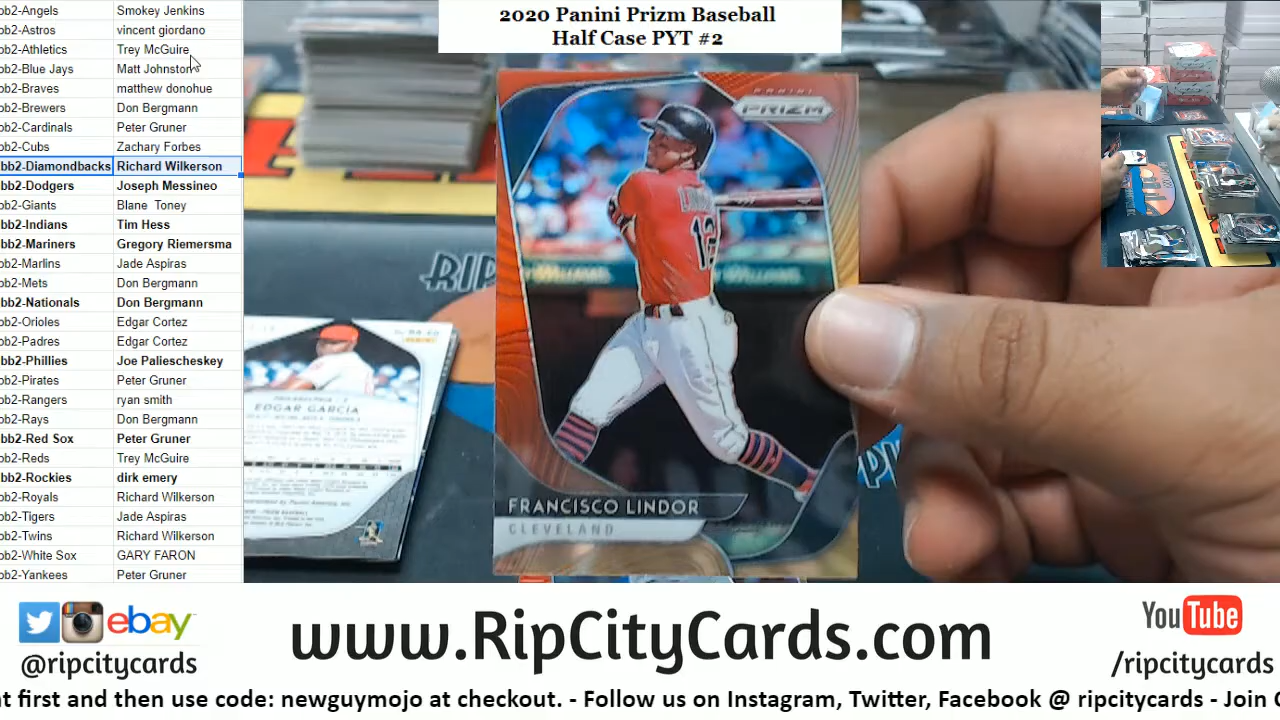 bb2-Angels Smokey Jenkins
bb2-Astros vincent giordano
bb2-Athletics Trey McGuire
bb2-Blue Jays Matt Johnston
bb2-Braves matthew donohue
bb2-Brewers Don Bergmann
bb2-Cardinals Peter Gruner
bb2-Cubs Zachary Forbes
bb2-Diamondbacks Richard Wilkerson
bb2-Dodgers Joseph Messineo
bb2-Giants Blane Toney
bb2-Indians Tim Hess
bb2-Mariners Gregory Riemersma
bb2-Marlins Jade Aspiras
bb2-Mets Don Bergmann
bb2-Nationals Don Bergmann
bb2-Orioles Edgar Cortez
bb2-Padres Edgar Cortez
bb2-Phillies Joe Paliescheskey
bb2-Pirates Peter Gruner
bb2-Rangers ryan smith
bb2-Rays Don Bergmann
bb2-Red Sox Peter Gruner
bb2-Reds Trey McGuire
bb2-Rockies dirk emery
bb2-Royals Richard Wilkerson
bb2-Tigers Jade Aspiras
bb2-Twins Richard Wilkerson
bb2-White Sox GARY FARON
bb2-Yankees Peter Gruner
2020 Panini Prizm Baseball
Half Case PYT #2
PANINI
PRIZM
12
RIP
EDGAR GARCIA
FRANCISCO LINDOR
CLEVELAND
ebay
@ripcitycards
www.RipCityCards.com
YouTube
/ripcitycards
t first and then use code: newguymojo at checkout. - Follow us on Instagram, Twitter, Facebook @ ripcitycards - Join